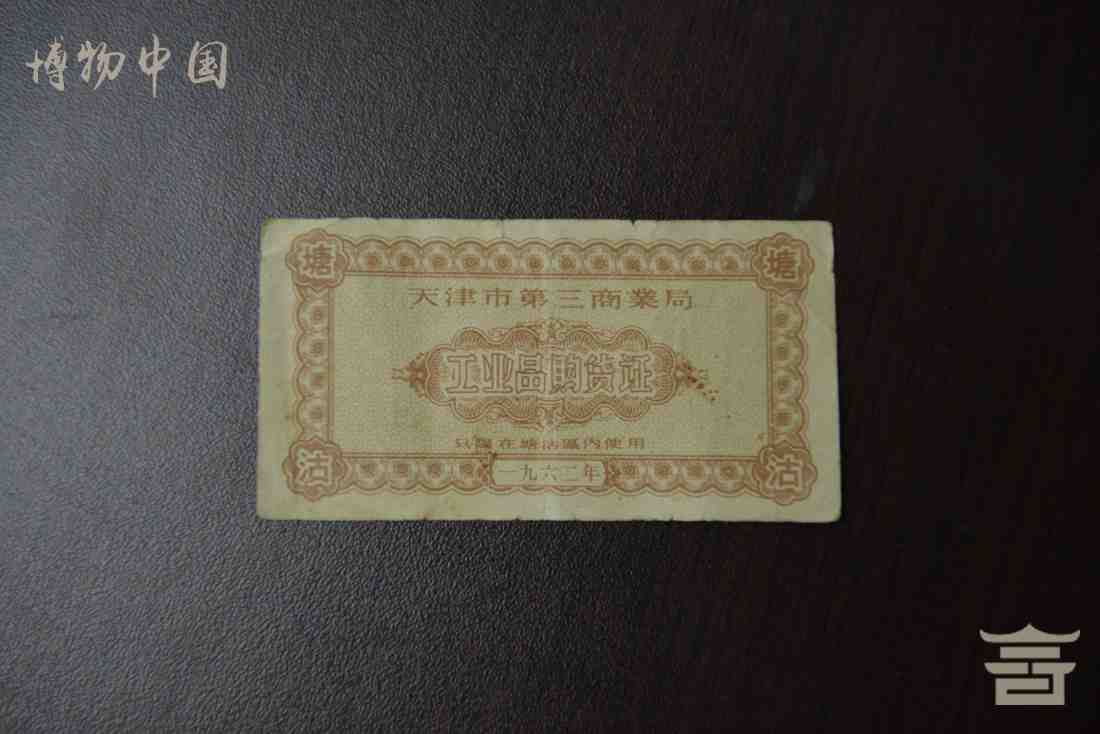 博物中国
塘 塘
天津市第三商業局
工业品购货证
只限在塘沽區内使用
沽 沽
一九六二年